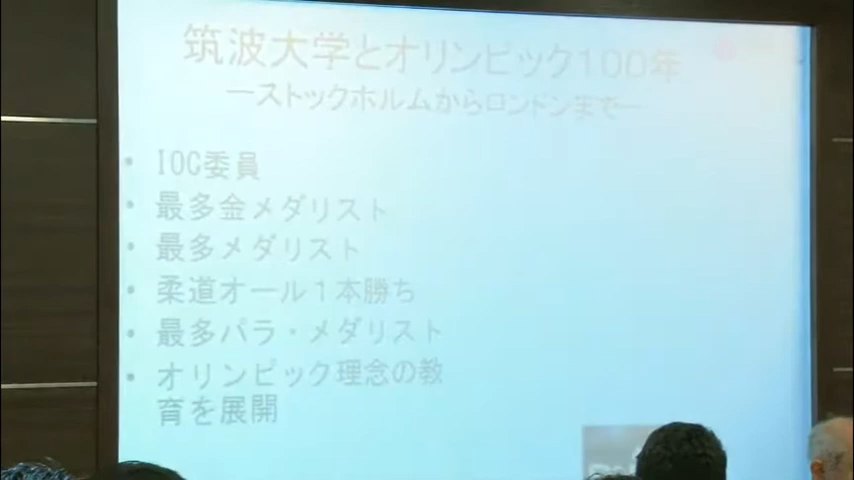 筑波大学とオリンピック100年
ーストックホルムからロンドンまでー
• IOC委員
• 最多金メダリスト
• 最多メダリスト
• 柔道オール1本勝ち
• 最多パラ・メダリスト
• オリンピック理念の教
育を展開